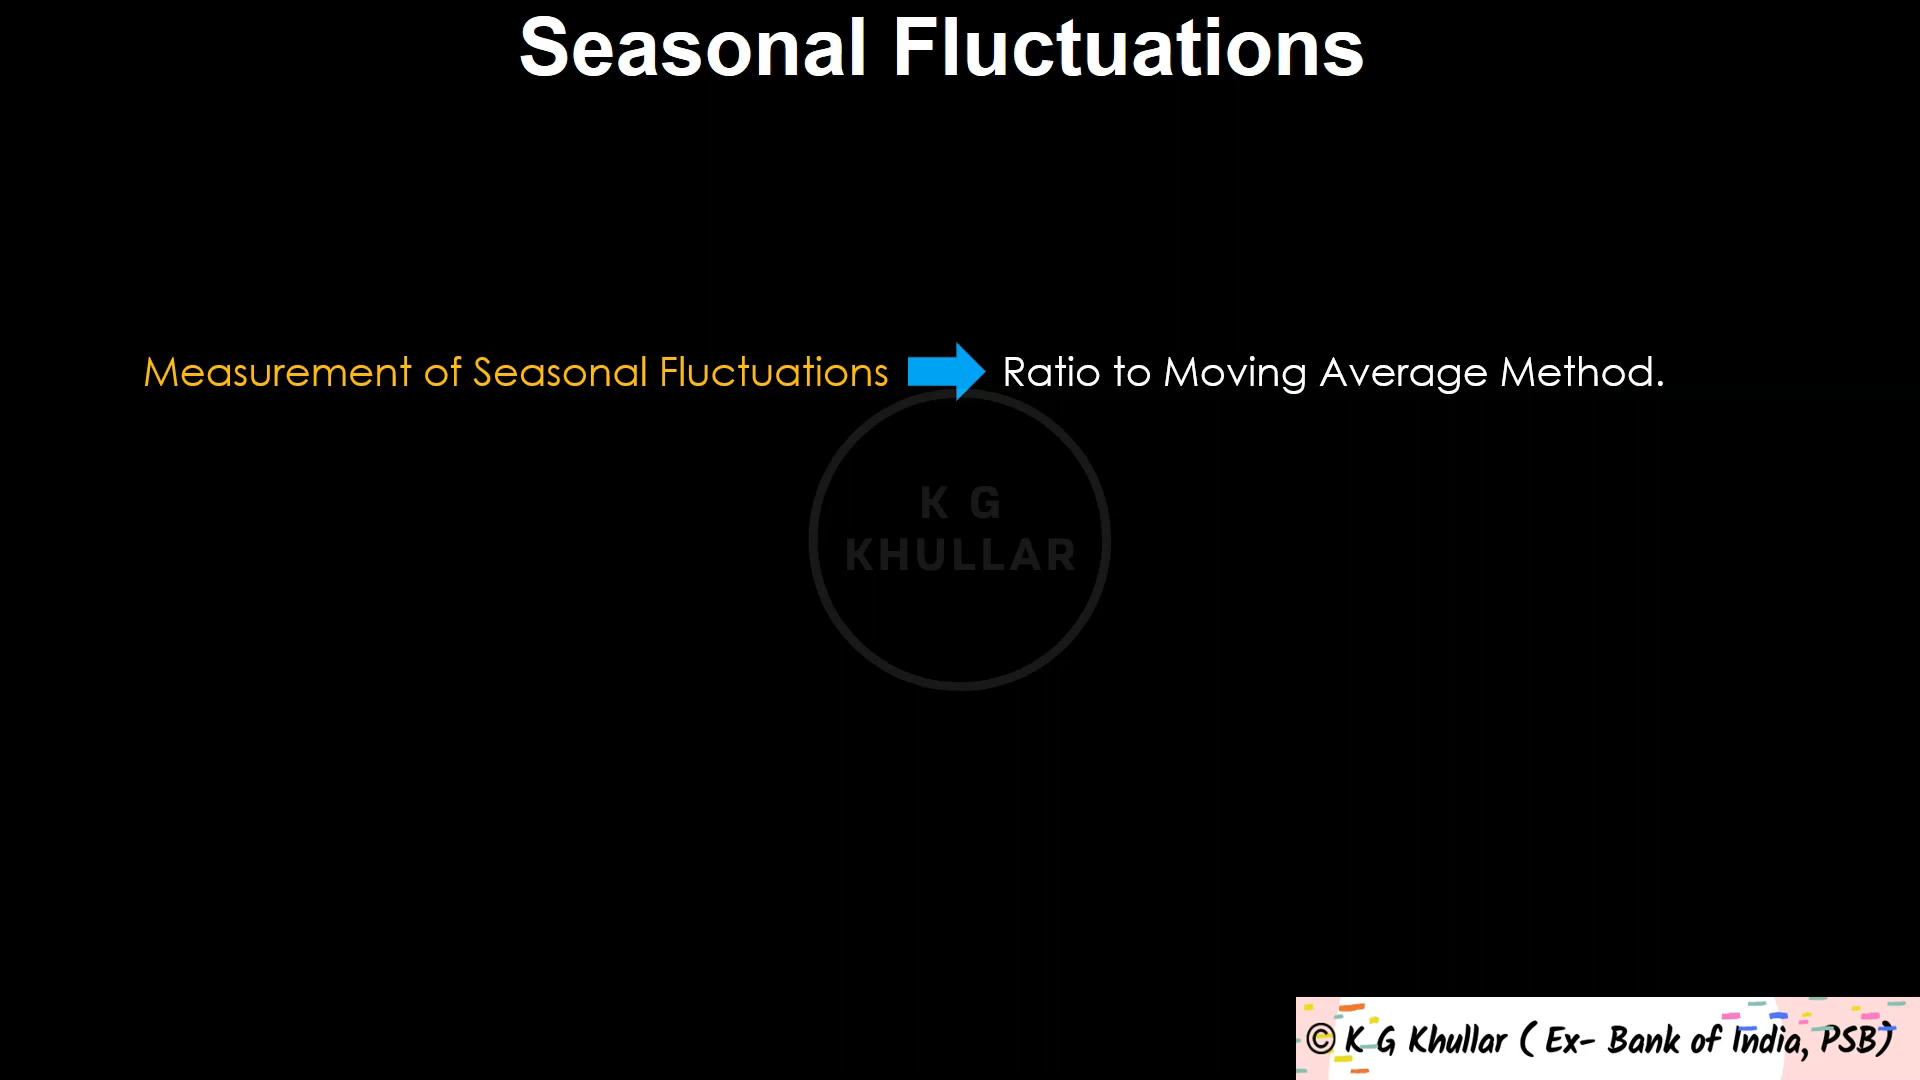 Seasonal Fluctuations
Measurement of Seasonal Fluctuations Ratio to Moving Average Method.
K G
KHULLAR
© K G Khullar ( Ex- Bank of India, PSB)